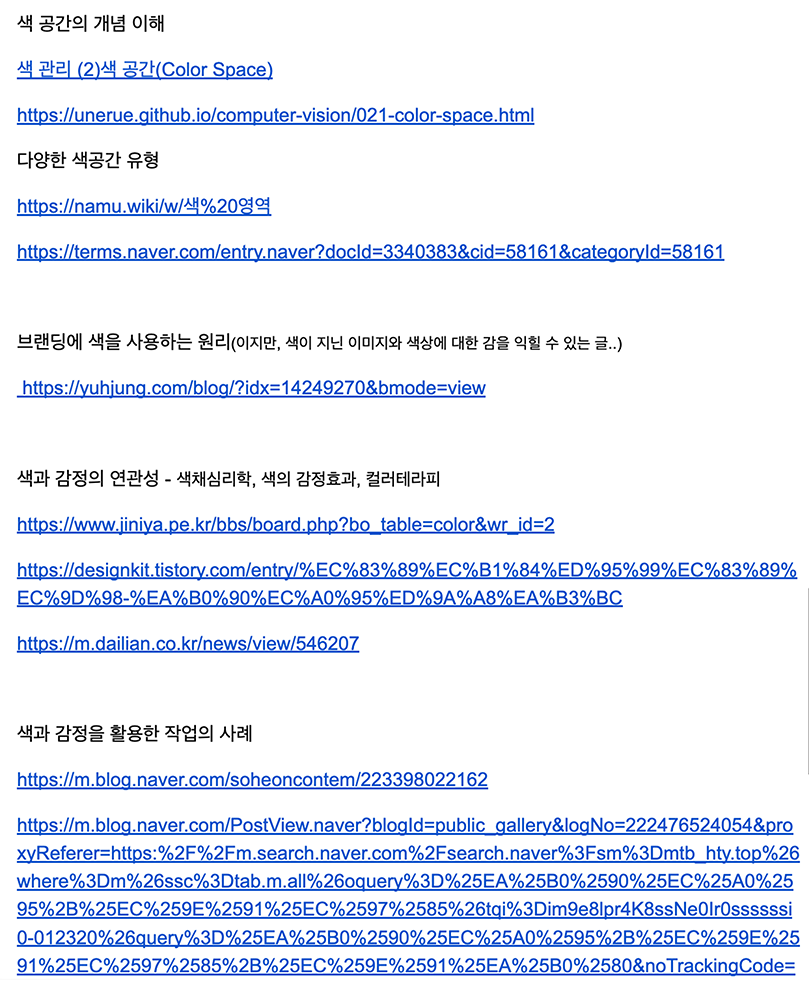 색 공간의 개념 이해
색 관리 (2)색 공간(Color Space)
https://unerue.github.io/computer-vision/021-color-space.html
다양한 색공간 유형
https://namu.wiki/w/색%20영역
https://terms.naver.com/entry.naver?docId=3340383&cid=58161&categoryId=58161
브랜딩에 색을 사용하는 원리(이지만, 색이 지닌 이미지와 색상에 대한 감을 익힐 수 있는 글..)
https://yuhjung.com/blog/?idx=14249270&bmode=view
색과 감정의 연관성 - 색채심리학, 색의 감정효과, 컬러테라피
https://www.jiniya.pe.kr/bbs/board.php?bo_table=color&wr_id=2
https://designkit.tistory.com/entry/%EC%83%89%EC%B1%84%ED%95%99%EC%83%89%
EC%9D%98-%EA%B0%90%EC%A0%95%ED%9A%A8%EA%B3%BC
https://m.dailian.co.kr/news/view/546207
색과 감정을 활용한 작업의 사례
https://m.blog.naver.com/soheoncontem/223398022162
https://m.blog.naver.com/PostView.naver?blogId=public_gallery&logNo=222476524054&pro
xyReferer=https:%2F%2Fm.search.naver.com%2Fsearch.naver%3Fsm%3Dmtb_hty.top%26
where%3Dm%26ssc%3Dtab.m.all%26oquery%3D%25EA%25B0%2590%25EC%25A0%25
95%2B%25EC%259E%2591%25EC%2597%2585%26tqi%3Dim9e8lpr4K8ssNe0Ir0ssssssi
0-012320%26query%3D%25EA%25B0%2590%25EC%25A0%2595%2B%25EC%259E%25
91%25EC%2597%2585%2B%25EC%259E%2591%25EA%25B0%2580&noTrackingCode=